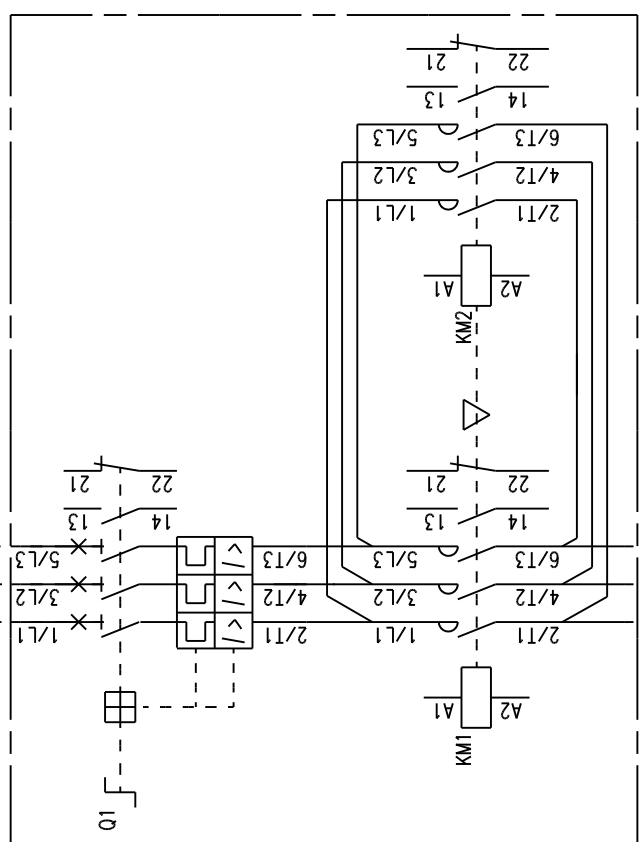 21 22
13 14
5/L3 6/T3
3/L2 4/T2
1/L1 2/T1
A1 A2
KM2
21 22
13 14
5/L3 6/T3
3/L2 4/T2
1/L1 2/T1
21 22
13 14
5/L3 6/T3
3/L2 4/T2
1/L1 2/T1
A1 A2
KM1
Q1